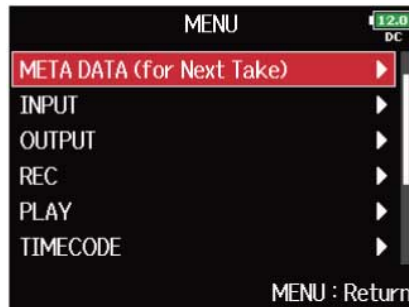 MENU
12.0
DC
META DATA (for Next Take)
INPUT
OUTPUT
REC
PLAY
TIMECODE
MENU : Return